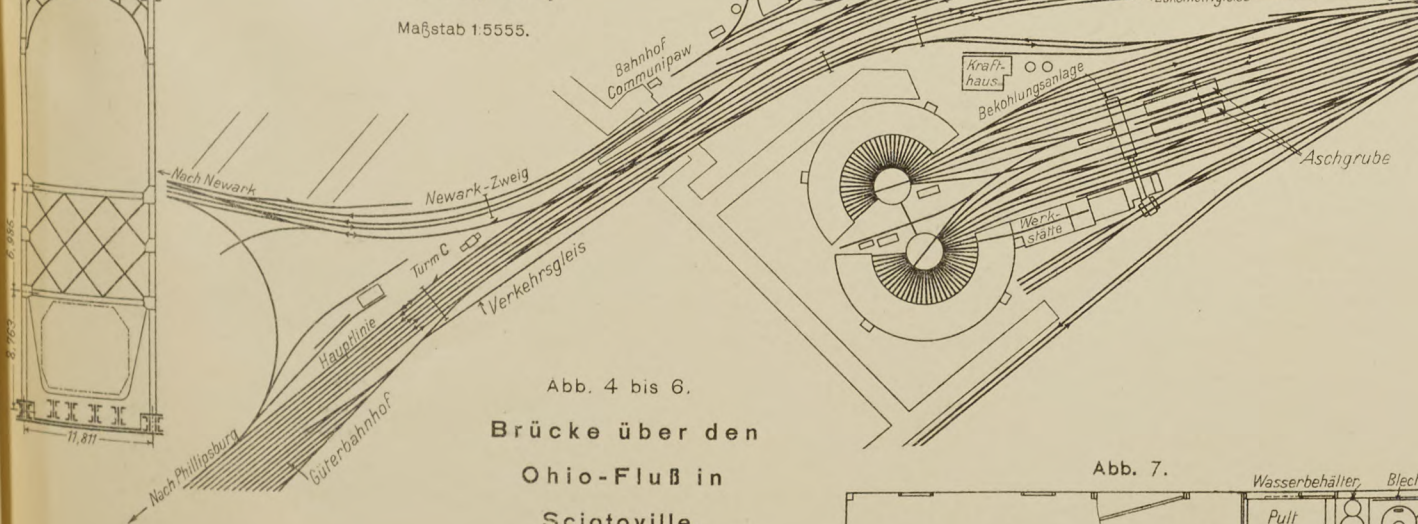 Maßstab 1:5555.
Bahnhof
Communipaw
Kraft-
haus
Bekohlungsanlage
Aschgrube
Nach Newark
Newark-Zweig
Werk-
stätte
Turm C
Verkehrsgleis
Hauptlinie
8,763
11,811
Nach Phillipsburg
Güterbahnhof
Abb. 4 bis 6.
Brücke über den
Ohio-Fluß in
Sciotoville
Abb. 7.
Wasserbehälter,
Blech
Pult